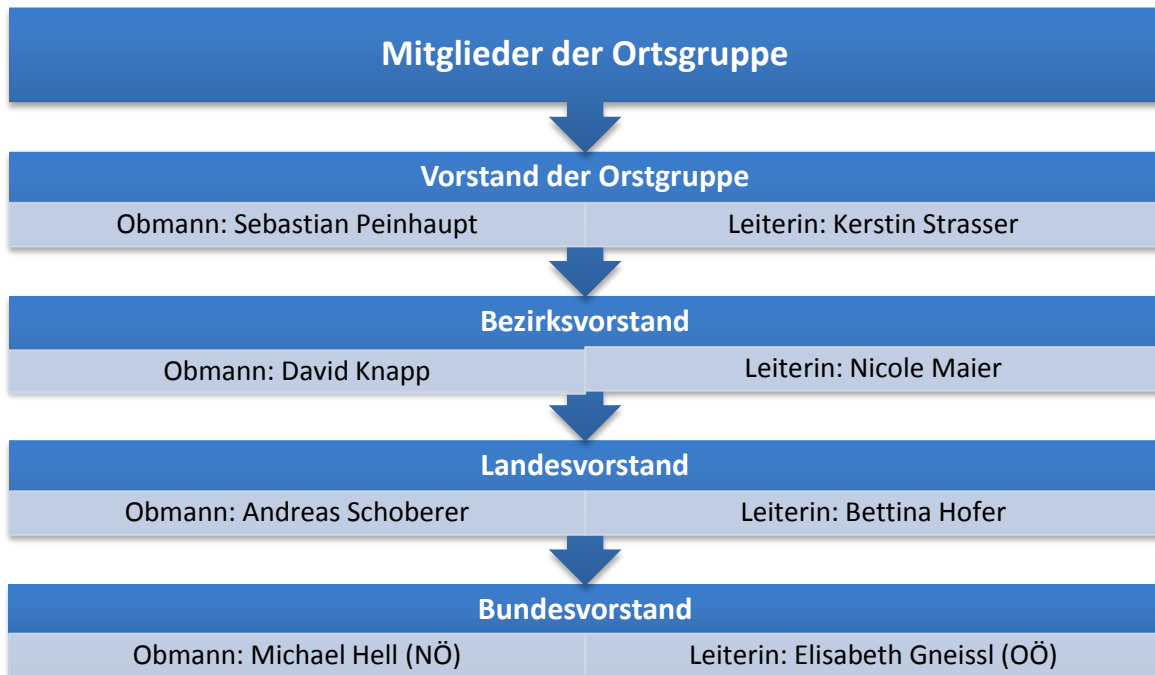 Mitglieder der Ortsgruppe
Vorstand der Orstgruppe
Obmann: Sebastian Peinhaupt
Leiterin: Kerstin Strasser
Bezirksvorstand
Obmann: David Knapp
Leiterin: Nicole Maier
Landesvorstand
Obmann: Andreas Schoberer
Leiterin: Bettina Hofer
Bundesvorstand
Obmann: Michael Hell (NÖ)
Leiterin: Elisabeth Gneissl (OÖ)